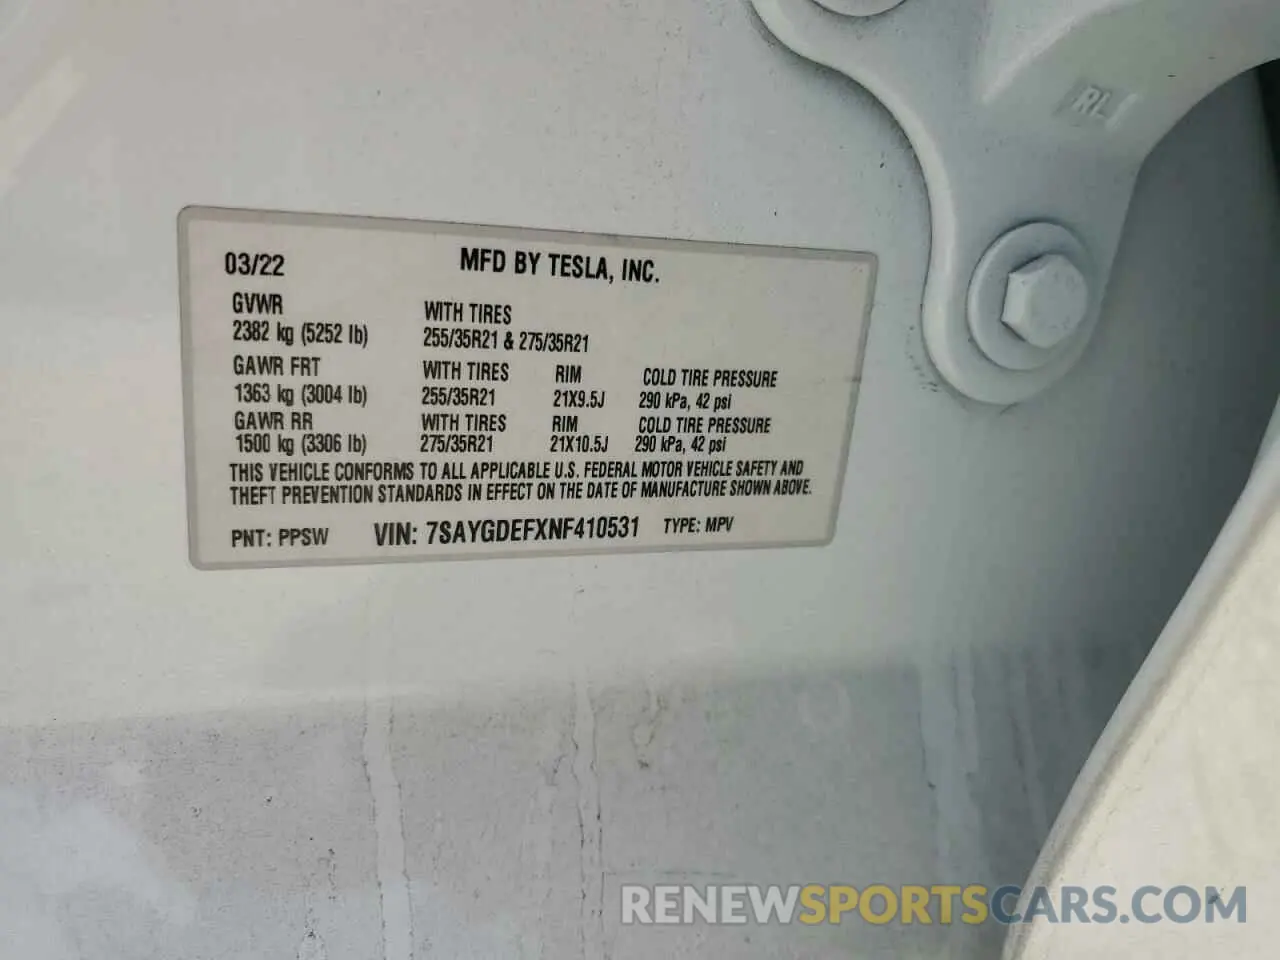 RL
03/22 MFD BY TESLA, INC.
GVWR WITH TIRES
2382 kg (5252 lb) 255/35R21 & 275/35R21
GAWR FRT WITH TIRES RIM COLD TIRE PRESSURE
1363 kg (3004 lb) 255/35R21 21X9.5J 290 kPa, 42 psi
GAWR RR WITH TIRES RIM COLD TIRE PRESSURE
1500 kg (3306 lb) 275/35R21 21X10.5J 290 kPa, 42 psi
THIS VEHICLE CONFORMS TO ALL APPLICABLE U.S. FEDERAL MOTOR VEHICLE SAFETY AND
THEFT PREVENTION STANDARDS IN EFFECT ON THE DATE OF MANUFACTURE SHOWN ABOVE.
PNT: PPSW VIN: 7SAYGDEFXNF410531 TYPE: MPV
RENEWSPORTSCARS.COM